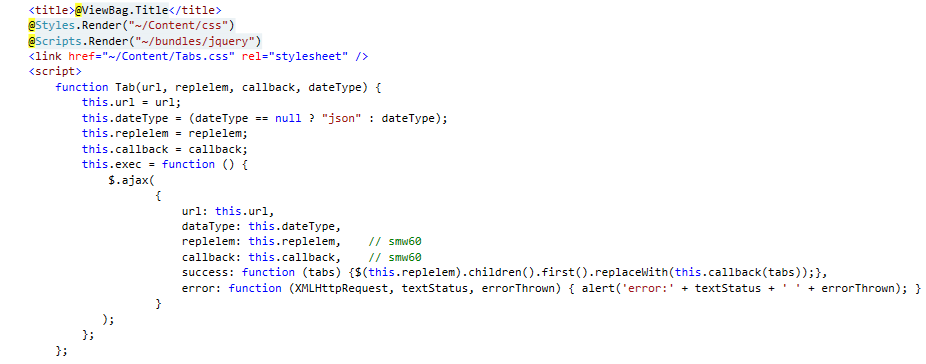 <title>@ViewBag.Title</title>
@Styles.Render("~/Content/css")
@Scripts.Render("~/bundles/jquery")
<link href="~/Content/Tabs.css" rel="stylesheet" />
<script>
    function Tab(url, replelem, callback, dateType) {
        this.url = url;
        this.dateType = (dateType == null ? "json" : dateType);
        this.replelem = replelem;
        this.callback = callback;
        this.exec = function () {
            $.ajax(
                   {
                       url: this.url,
                       dataType: this.dateType,
                       replelem: this.replelem,    // smw60
                       callback: this.callback,    // smw60
                       success: function (tabs) {$(this.replelem).children().first().replaceWith(this.callback(tabs));},
                       error: function (XMLHttpRequest, textStatus, errorThrown) { alert('error:' + textStatus + ' ' + errorThrown); }
                   }
           );
        };
    };